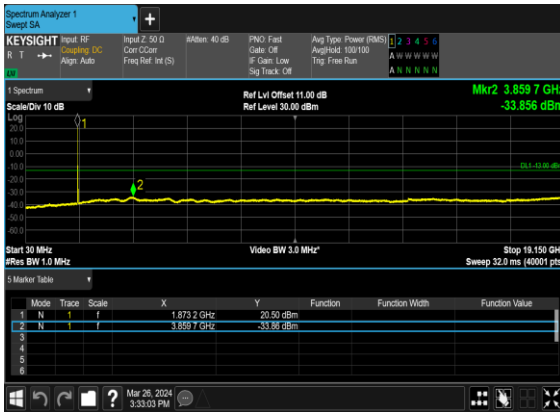 Spectrum Analyzer 1
Swept SA
+
KEYSIGHT Input: RF Input Z: 50 Ω #Atten: 40 dB PNO: Fast Avg Type: Power (RMS) 1 2 3 4 5 6
R T Coupling: DC Corr CCorr Gate: Off Avg|Hold: 100/100 A W W W W W
Align: Auto Freq Ref: Int (S) IF Gain: Low Trig: Free Run
LXI Sig Track: Off A N N N N N
1 Spectrum Ref Lvl Offset 11.00 dB Mkr2 3.859 7 GHz
Scale/Div 10 dB Ref Level 30.00 dBm -33.856 dBm
Log
1
20.0
10.0
0.00
-10.0
DL1 -13.00 dBm
-20.0
-30.0
2
-40.0
-50.0
-60.0
Start 30 MHz Video BW 3.0 MHz* Stop 19.150 GHz
#Res BW 1.0 MHz Sweep 32.0 ms (40001 pts)
5 Marker Table
Mode Trace Scale X Y Function Function Width Function Value
1 N 1 f 1.873 2 GHz 20.50 dBm
2 N 1 f 3.859 7 GHz -33.86 dBm
3
4
5
6
? Mar 26, 2024
3:33:03 PM